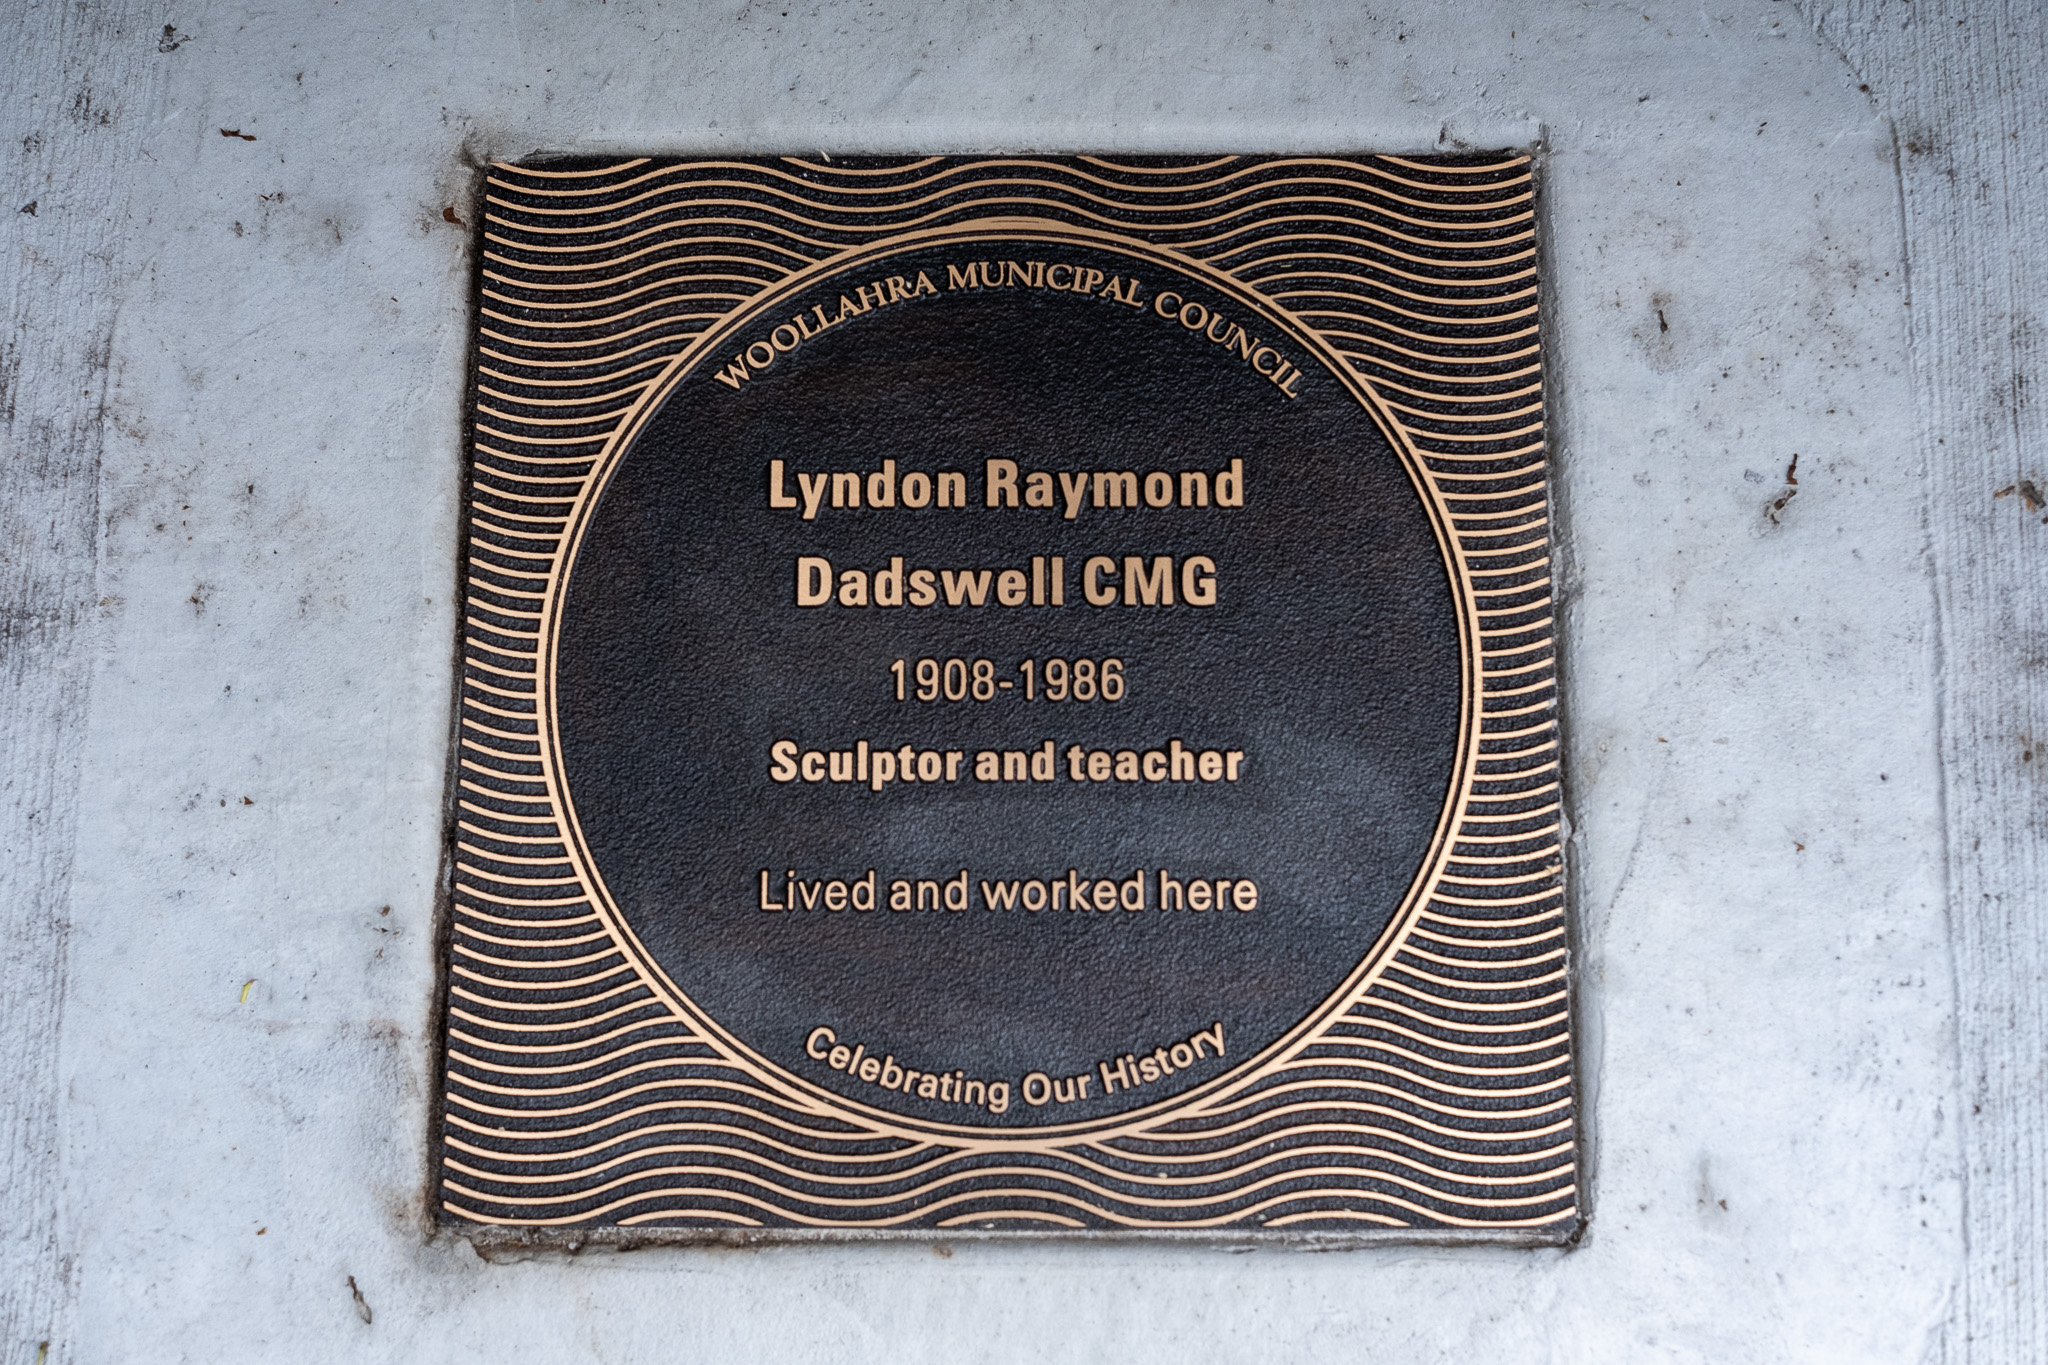 WOOLLAHRA MUNICIPAL COUNCIL
Lyndon Raymond
Dadswell CMG
1908-1986
Sculptor and teacher
Lived and worked here
Celebrating Our History